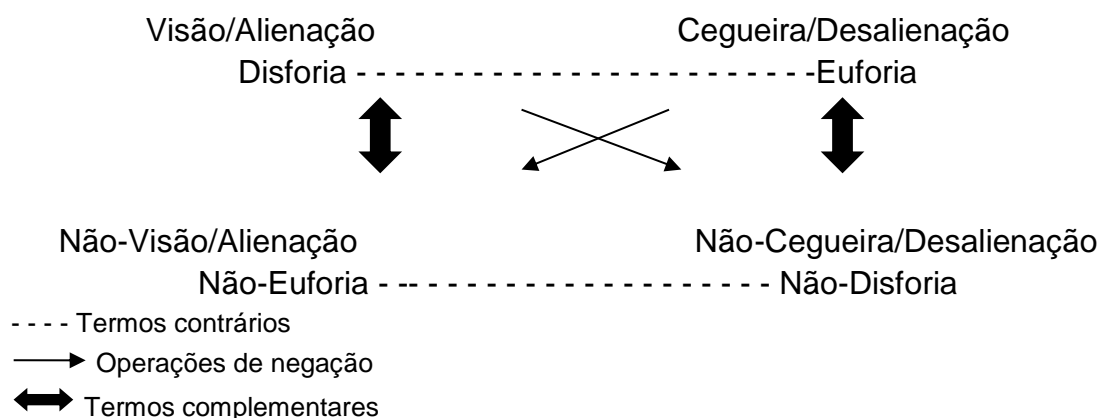 Visão/Alienação Cegueira/Desalienação
Disforia - - - - - - - - - - - - - - - - - - - - - - - -Euforia
Não-Visão/Alienação Não-Cegueira/Desalienação
Não-Euforia - -- - - - - - - - - - - - - - - - - - - Não-Disforia
- - - - Termos contrários
Operações de negação
Termos complementares